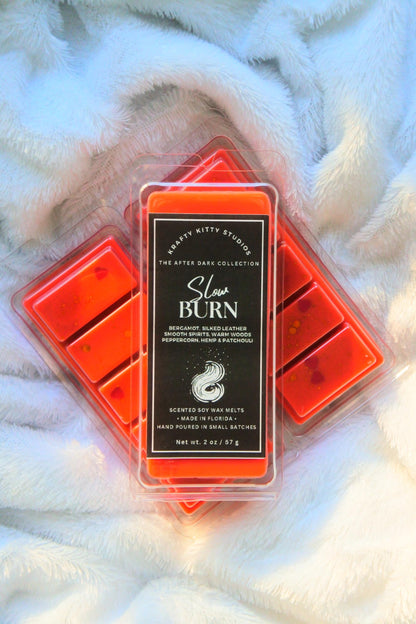 KRAFTY KITTY STUDIOS
THE AFTER DARK COLLECTION
Slow
BURN
BERGAMOT, SILKED LEATHER
SMOOTH SPIRITS, WARM WOODS
PEPPERCORN, HEMP & PATCHOULI
SCENTED SOY WAX MELTS
• MADE IN FLORIDA •
HAND POURED IN SMALL BATCHES
Net wt. 2 oz / 57 g